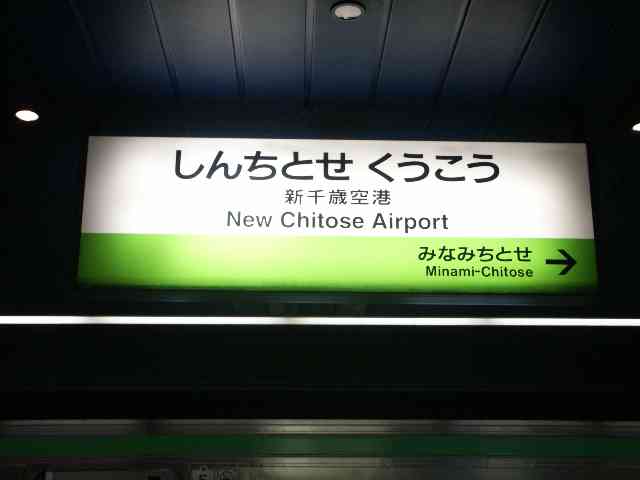 しんちとせ くうこう
新千歳空港
New Chitose Airport
みなみちとせ →
Minami-Chitose